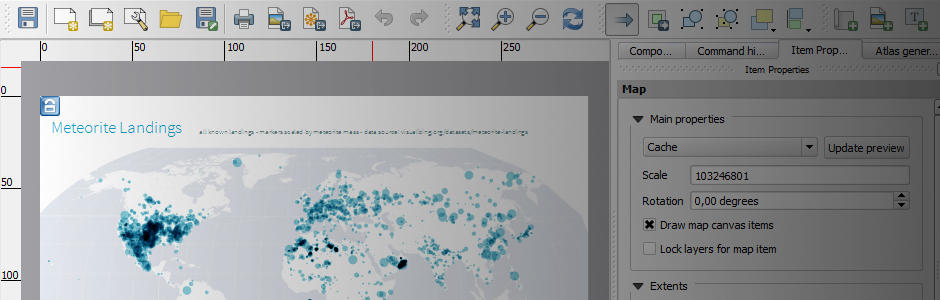 0 50 100 150 200 250
Compo... Command hi... Item Prop... Atlas gener...
Item Properties
Map
Main properties
Cache Update preview
Scale 103246801
Rotation 0,00 degrees
Draw map canvas items
Lock layers for map item
Extents
0
50
100
Meteorite Landings
all known landings - markers scaled by meteorite mass - data source: visualizing.org/datasets/meteorite-landings